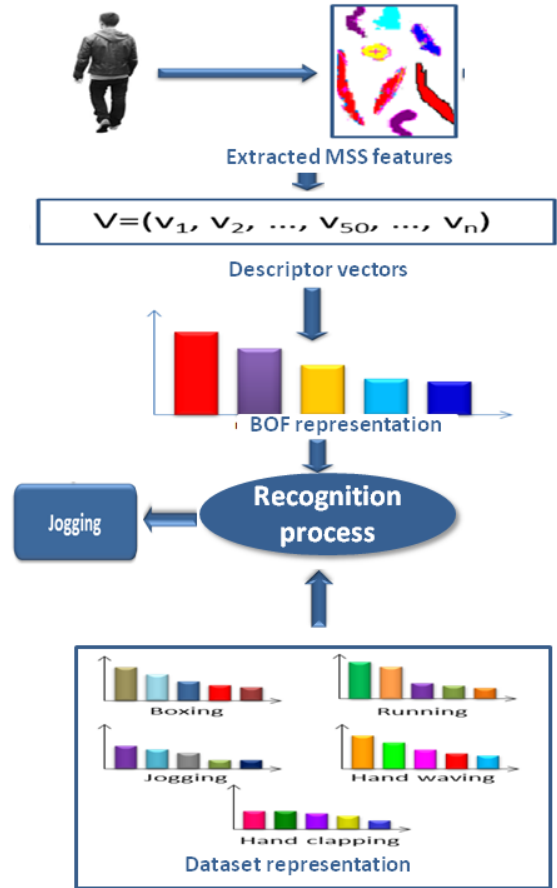 Extracted MSS features
V=(v1, v2, ..., v50, ..., vn)
Descriptor vectors
BOF representation
Recognition
process
Jogging
Boxing
Running
Jogging
Hand waving
Hand clapping
Dataset representation